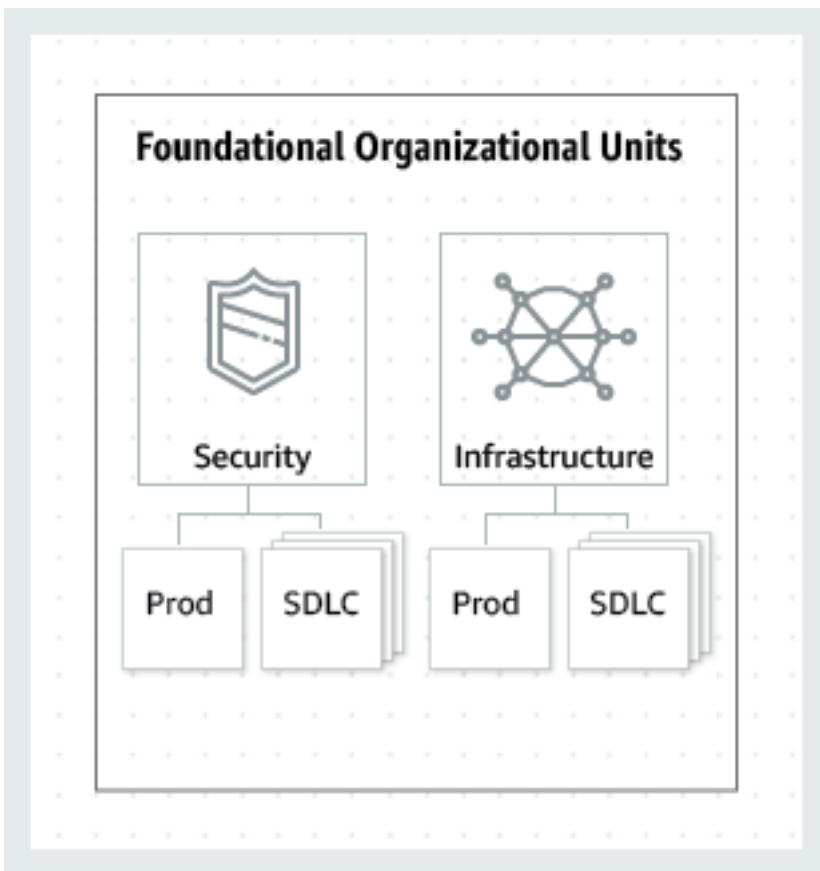 Foundational Organizational Units
Security
Infrastructure
Prod
SDLC
Prod
SDLC